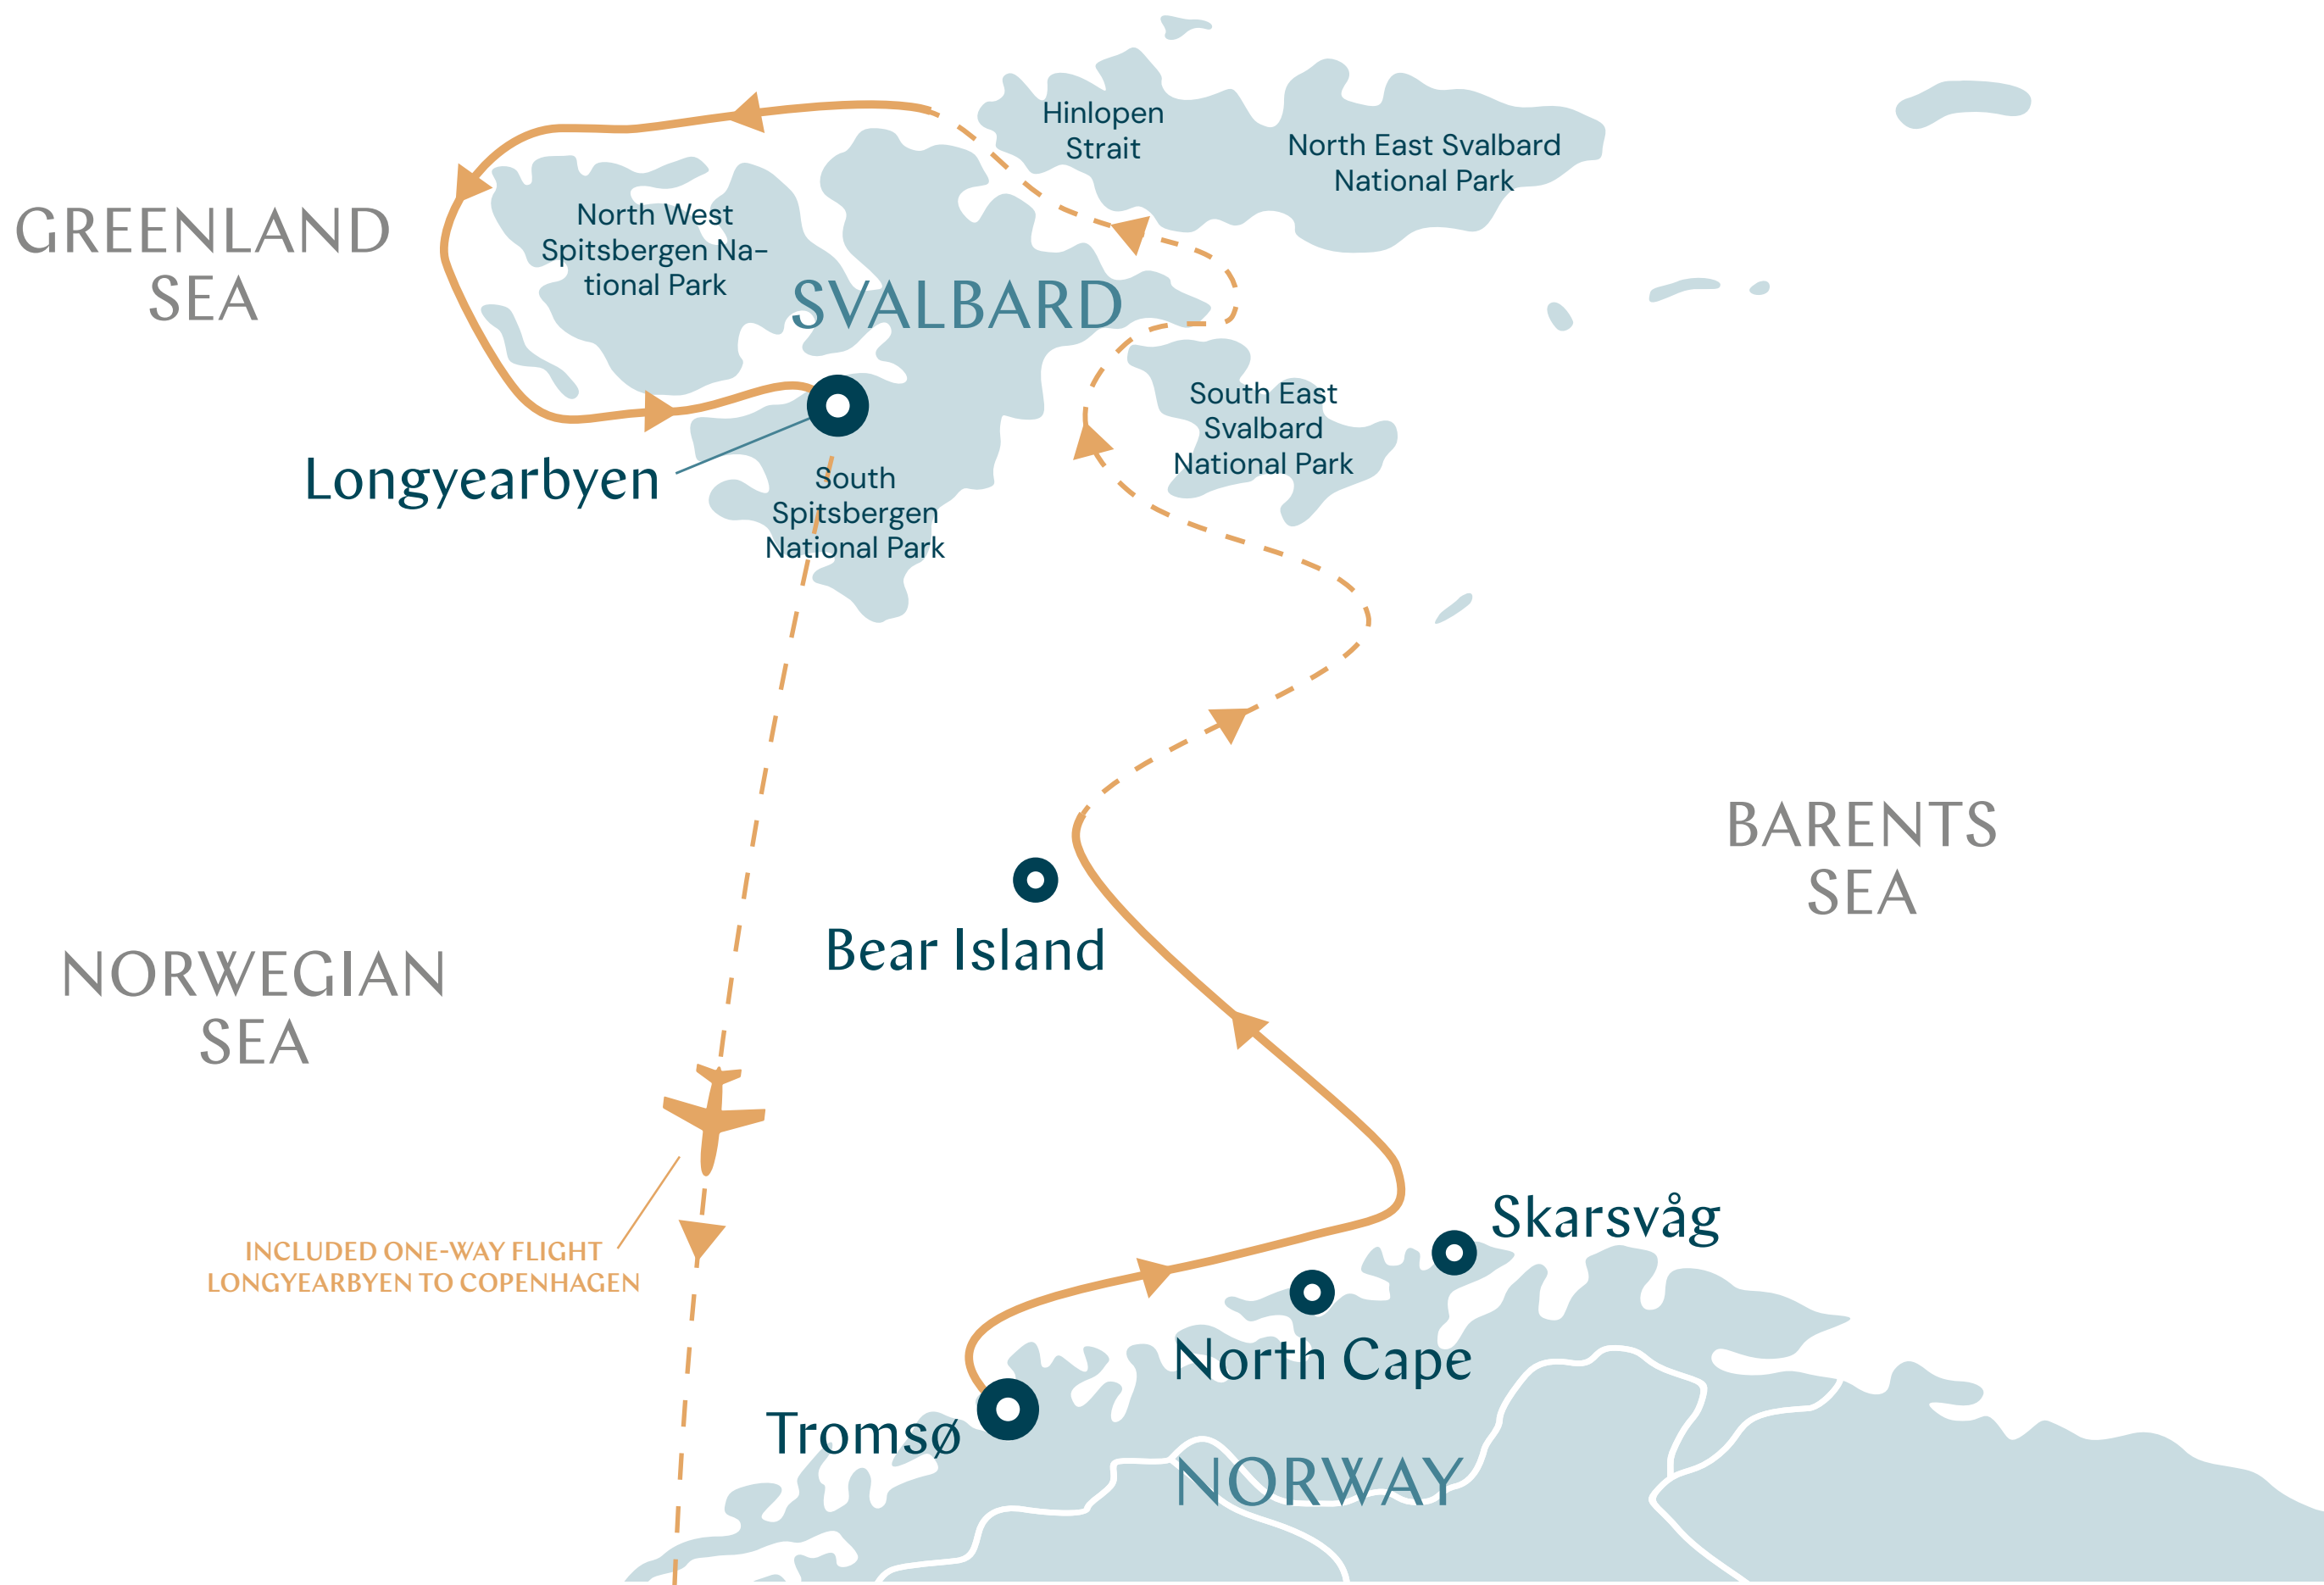 Hinlopen
Strait
North East Svalbard
National Park
GREENLAND
SEA
North West
Spitsbergen Na-
tional Park
SVALBARD
South East
Svalbard
National Park
Longyearbyen
South
Spitsbergen
National Park
BARENTS
SEA
Bear Island
NORWEGIAN
SEA
Skarsvåg
INCLUDED ONE-WAY FLIGHT
LONGYEARBYEN TO COPENHAGEN
North Cape
Tromsø
NORWAY